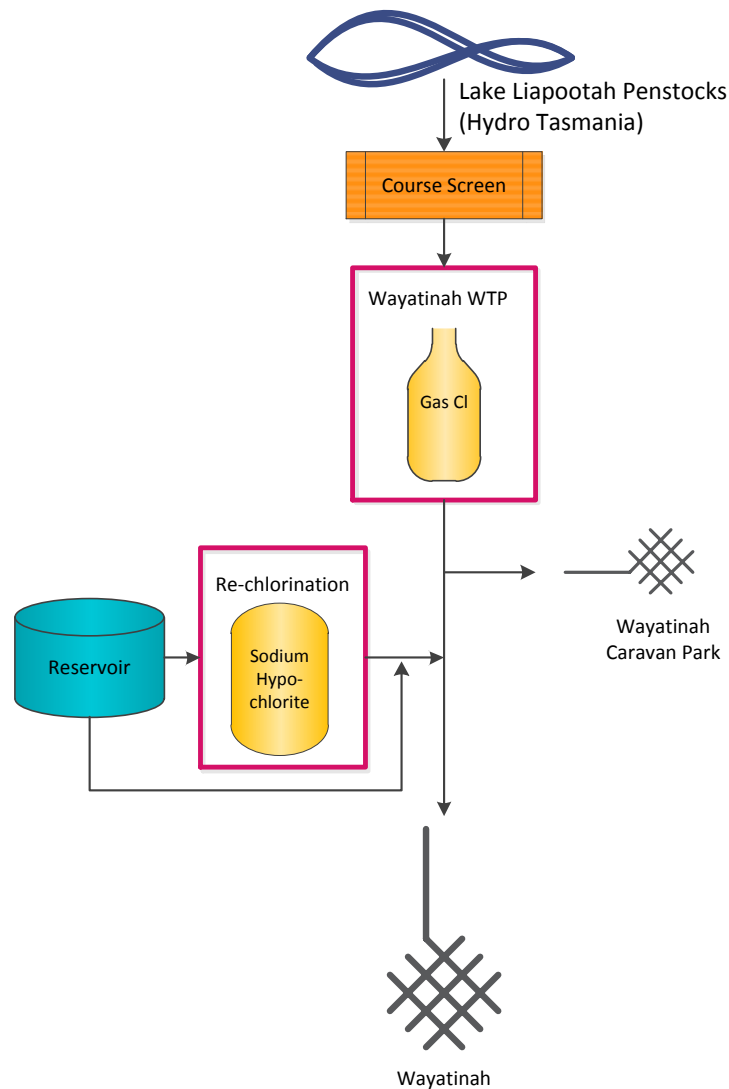 Lake Liapootah Penstocks
(Hydro Tasmania)
Course Screen
Wayatinah WTP
Gas Cl
Re-chlorination
Reservoir
Sodium
Hypo-
chlorite
Wayatinah
Caravan Park
Wayatinah